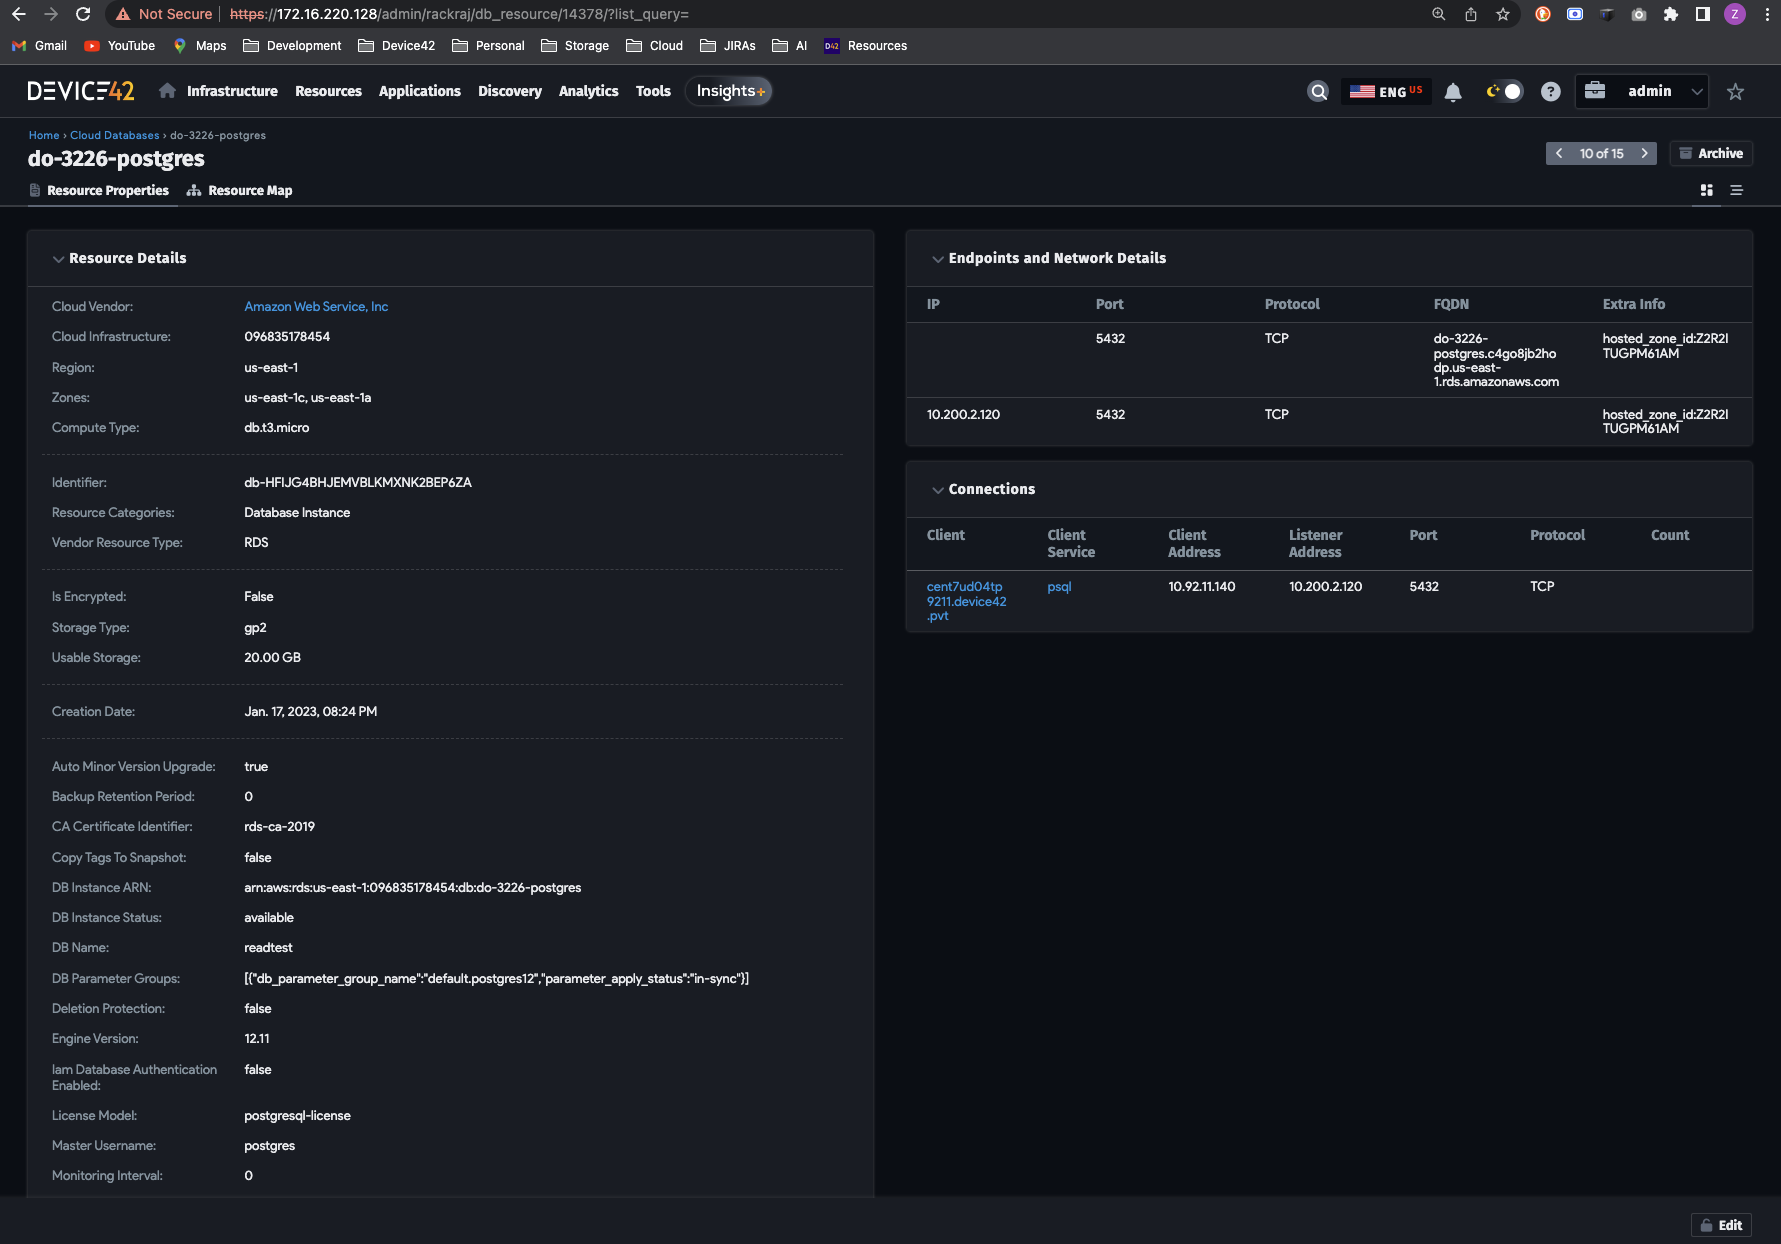 Not Secure https://172.16.220.128/admin/rackraj/db_resource/14378/?list_query= Z
Gmail YouTube Maps Development Device42 Personal Storage Cloud JIRAs AI D42 Resources
DEVICE42 Infrastructure Resources Applications Discovery Analytics Tools Insights+ ENG US ? admin
Home › Cloud Databases › do-3226-postgres
do-3226-postgres
10 of 15 Archive
Resource Properties Resource Map
Resource Details
Cloud Vendor: Amazon Web Service, Inc
Cloud Infrastructure: 096835178454
Region: us-east-1
Zones: us-east-1c, us-east-1a
Compute Type: db.t3.micro
Identifier: db-HFIJG4BHJEMVBLKMXNK2BEP6ZA
Resource Categories: Database Instance
Vendor Resource Type: RDS
Is Encrypted: False
Storage Type: gp2
Usable Storage: 20.00 GB
Creation Date: Jan. 17, 2023, 08:24 PM
Auto Minor Version Upgrade: true
Backup Retention Period: 0
CA Certificate Identifier: rds-ca-2019
Copy Tags To Snapshot: false
DB Instance ARN: arn:aws:rds:us-east-1:096835178454:db:do-3226-postgres
DB Instance Status: available
DB Name: readtest
DB Parameter Groups: [{"db_parameter_group_name":"default.postgres12","parameter_apply_status":"in-sync"}]
Deletion Protection: false
Engine Version: 12.11
Iam Database Authentication false
Enabled:
License Model: postgresql-license
Master Username: postgres
Monitoring Interval: 0
Endpoints and Network Details
IP Port Protocol FQDN Extra Info
5432 TCP do-3226- hosted_zone_id:Z2R2I
postgres.c4go8jb2ho TUGPM61AM
dp.us-east-
1.rds.amazonaws.com
10.200.2.120 5432 TCP hosted_zone_id:Z2R2I
TUGPM61AM
Connections
Client Client Client Listener Port Protocol Count
Service Address Address
cent7ud04tp psql 10.92.11.140 10.200.2.120 5432 TCP
9211.device42
.pvt
Edit